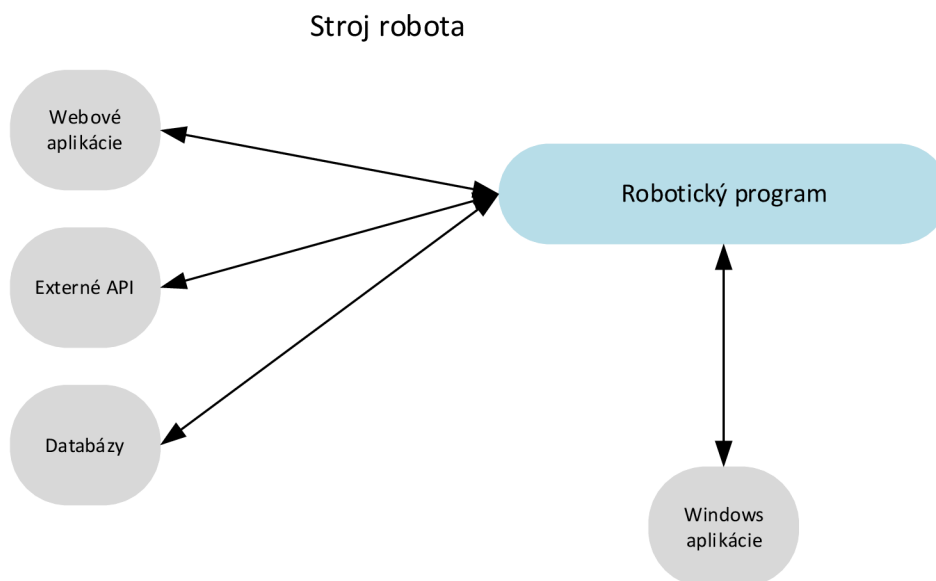 Stroj robota
Webové
aplikácie
Robotický program
Externé API
Databázy
Windows
aplikácie